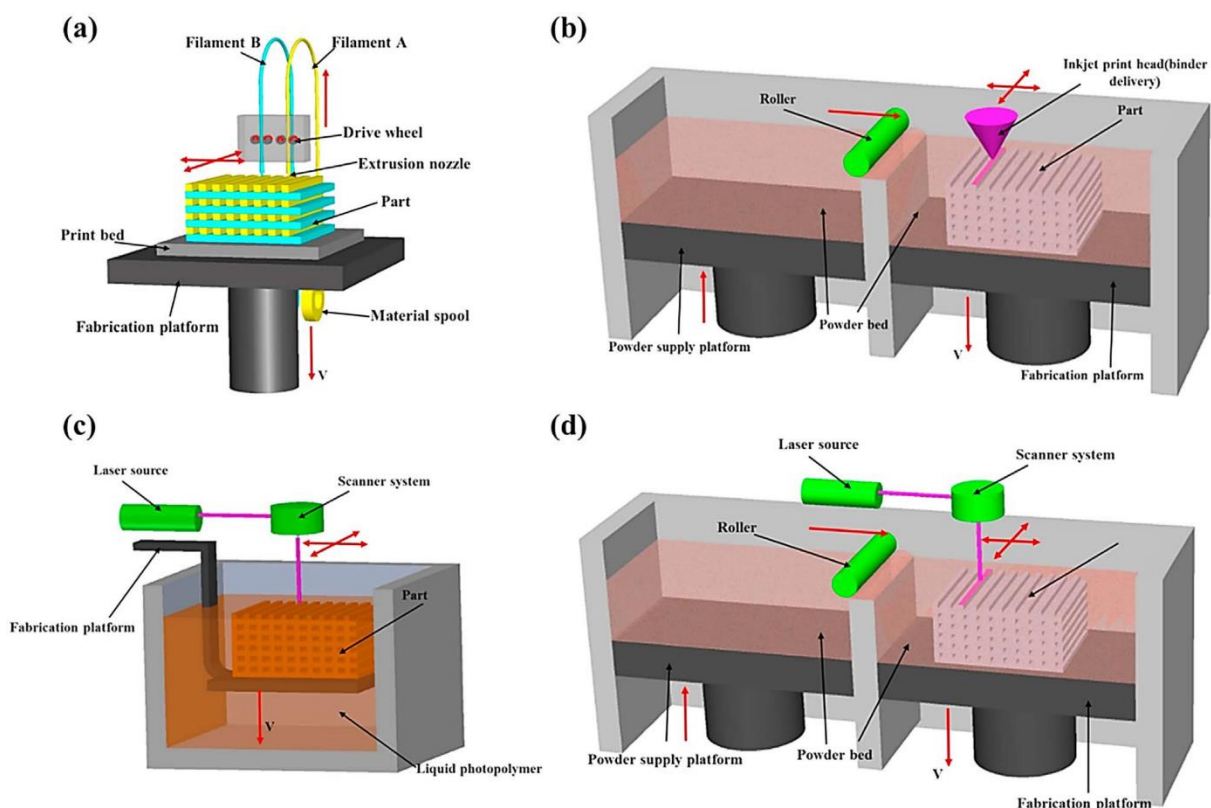 (a)
Filament B
Filament A
Drive wheel
Extrusion nozzle
Part
Print bed
Fabrication platform
Material spool
V
(b)
Inkjet print head(binder
delivery)
Roller
Part
Powder bed
Powder supply platform
V
Fabrication platform
(c)
Laser source
Scanner system
Part
Fabrication platform
V
Liquid photopolymer
(d)
Laser source
Scanner system
Roller
Powder bed
Powder supply platform
V
Fabrication platform